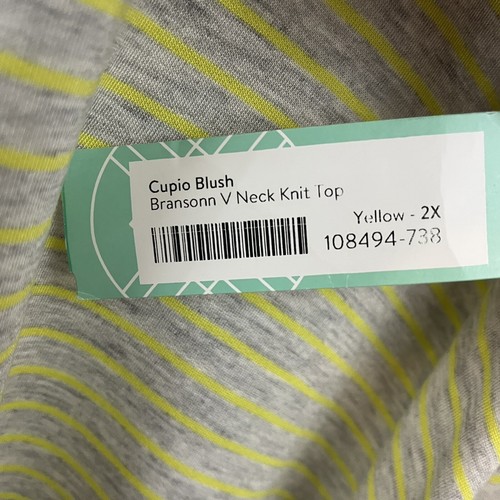 Cupio Blush
Bransonn V Neck Knit Top
Yellow - 2X
108494-738